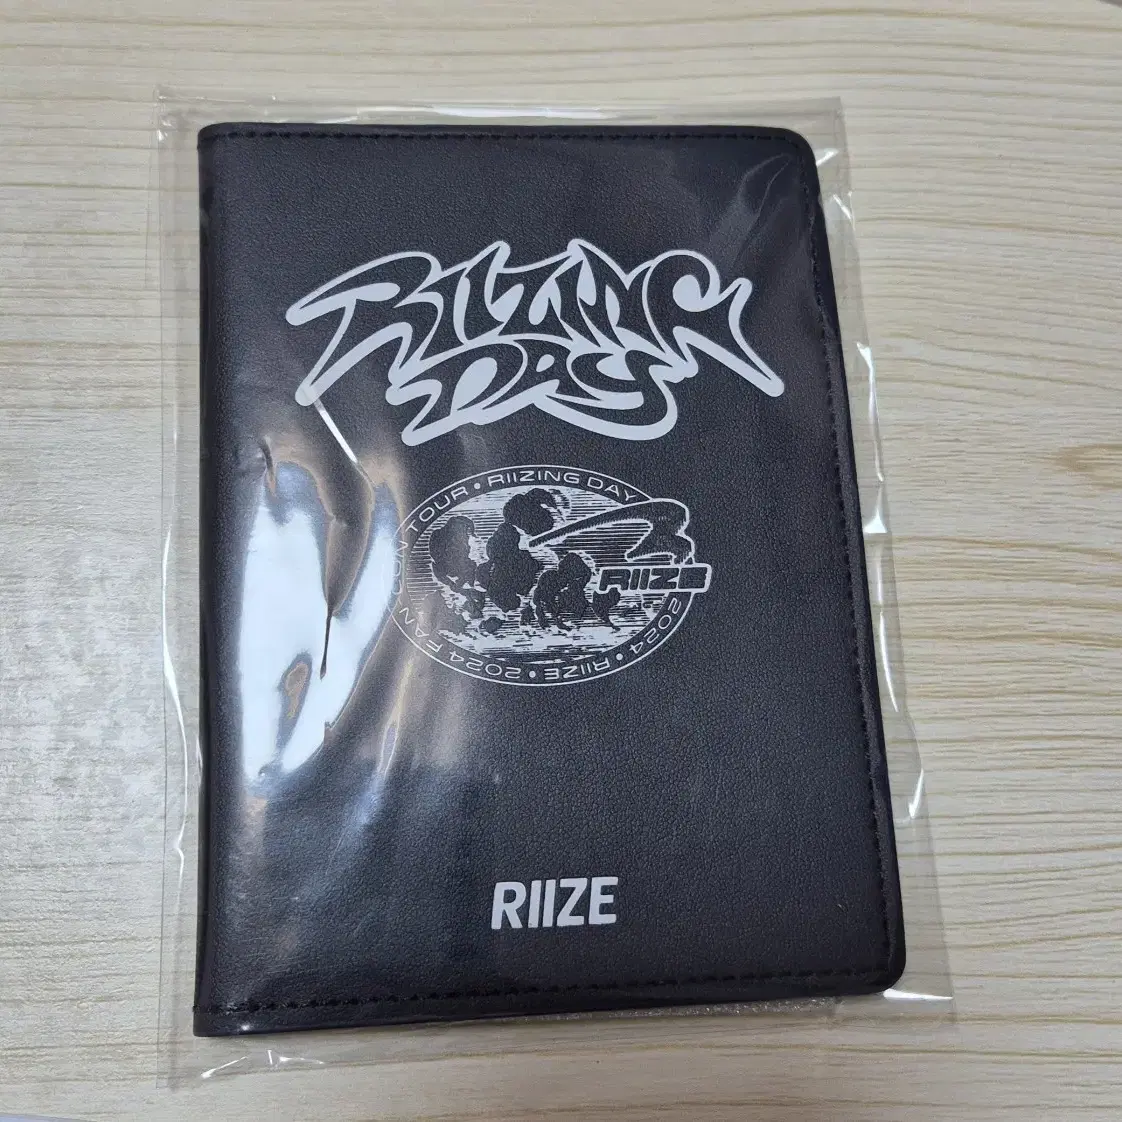 RIIZING
DAY
2024 FAN CON TOUR • RIIZING DAY
RIIZE
2024 • RIIZE •
RIIZE